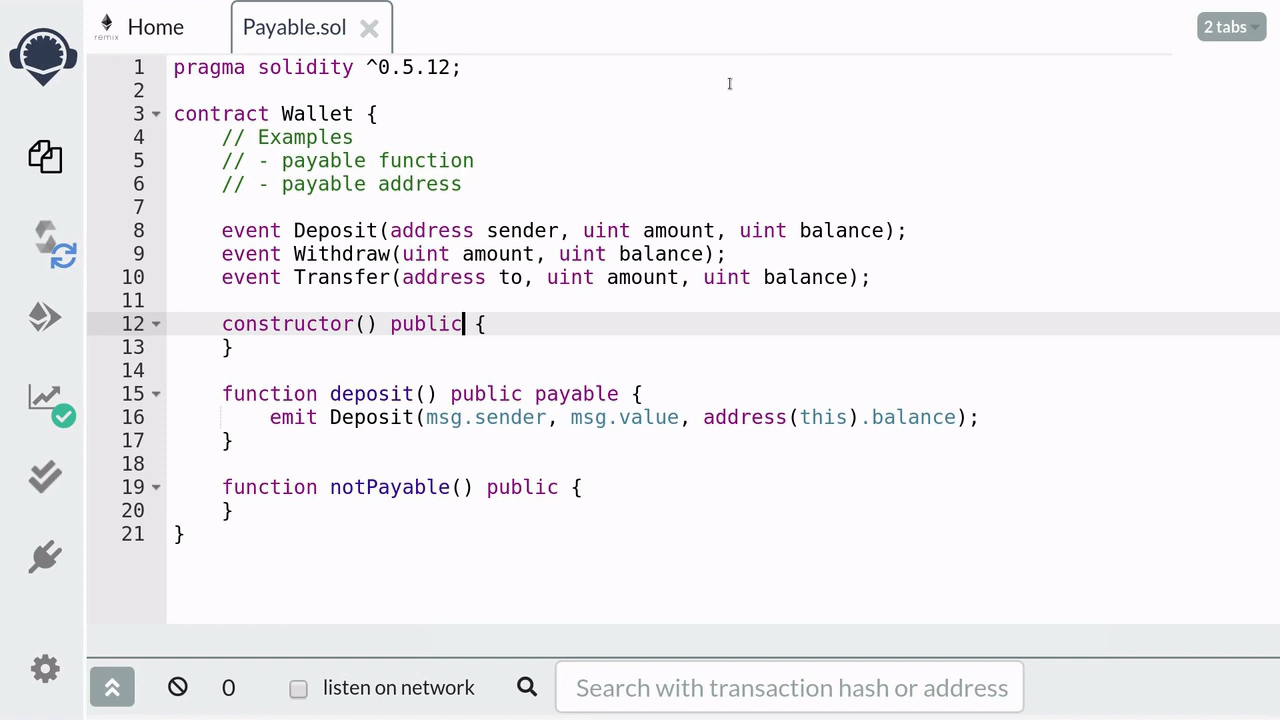 remix
Home
Payable.sol
2 tabs
1 pragma solidity ^0.5.12;
2
3 contract Wallet {
4     // Examples
5     // - payable function
6     // - payable address
7
8     event Deposit(address sender, uint amount, uint balance);
9     event Withdraw(uint amount, uint balance);
10     event Transfer(address to, uint amount, uint balance);
11
12     constructor() public {
13     }
14
15     function deposit() public payable {
16         emit Deposit(msg.sender, msg.value, address(this).balance);
17     }
18
19     function notPayable() public {
20     }
21 }
0
listen on network
Search with transaction hash or address